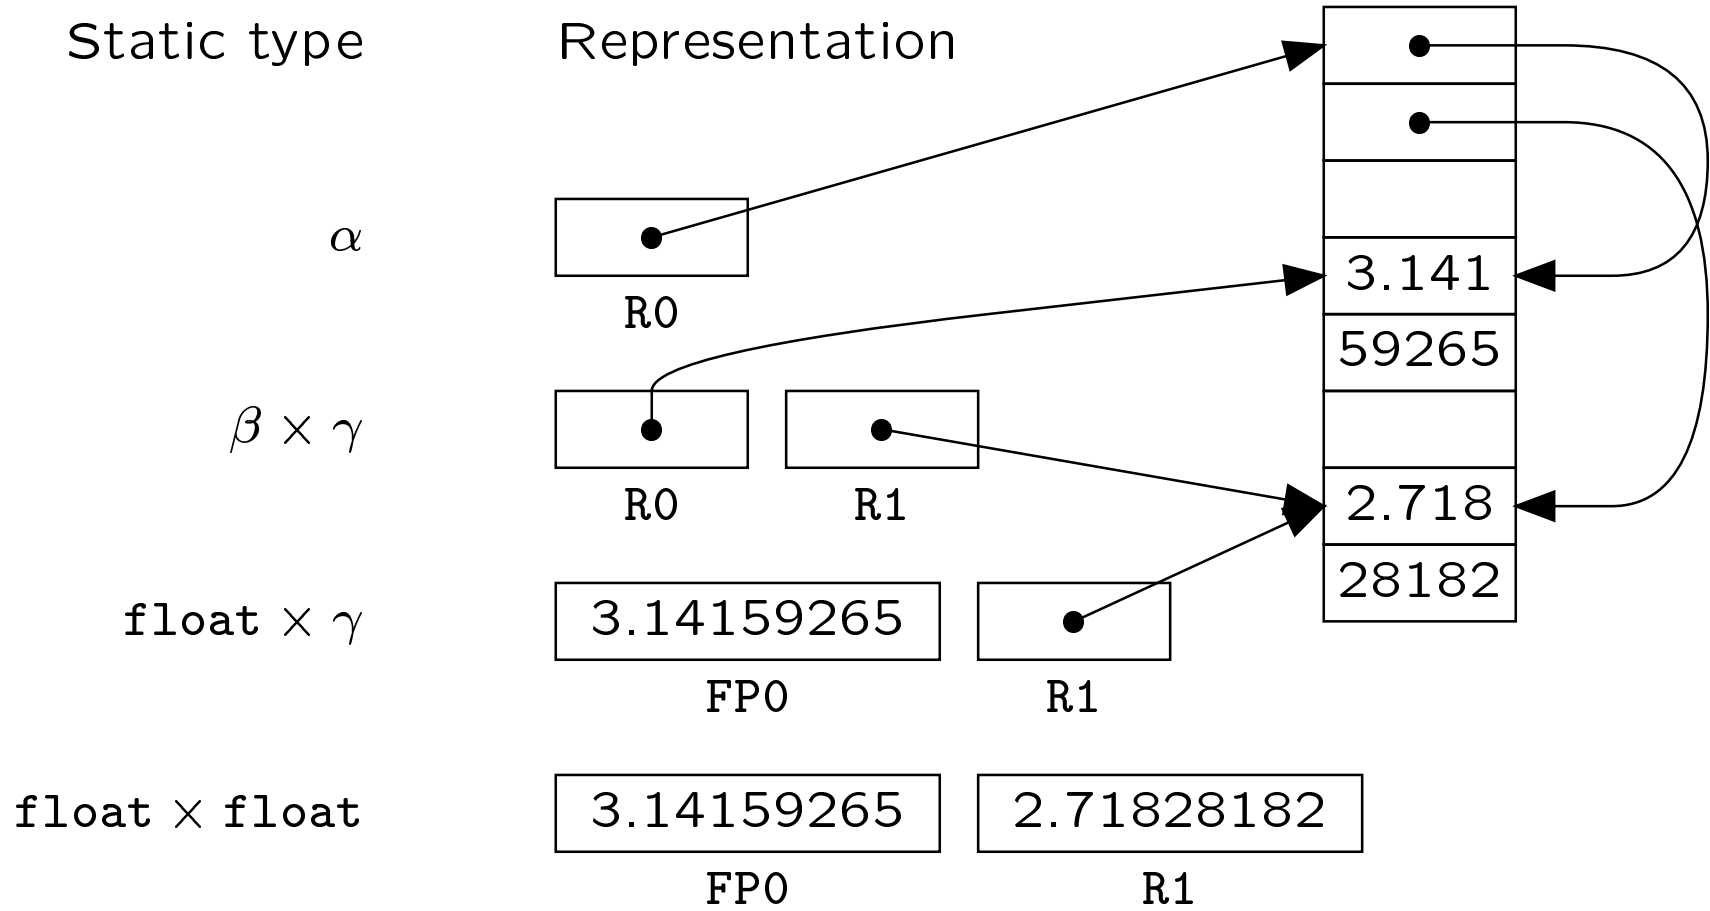 Static type Representation
α
R0
3.141
59265
β × γ
R0 R1
2.718
28182
float × γ 3.14159265
FP0 R1
float × float 3.14159265 2.71828182
FP0 R1